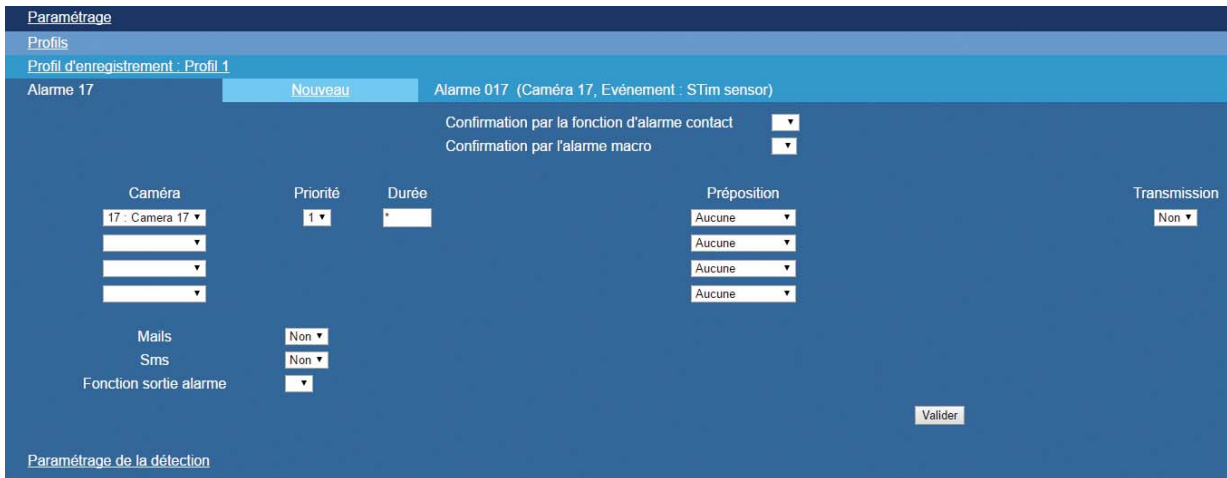 Paramétrage
Profils
Profil d'enregistrement : Profil 1
Alarme 17 Nouveau Alarme 017 (Caméra 17, Evénement : STim sensor)
Confirmation par la fonction d'alarme contact
Confirmation par l'alarme macro
Caméra Priorité Durée Préposition Transmission
17 : Camera 17 1 * Aucune Non
Aucune
Aucune
Aucune
Mails Non
Sms Non
Fonction sortie alarme
Valider
Paramétrage de la détection